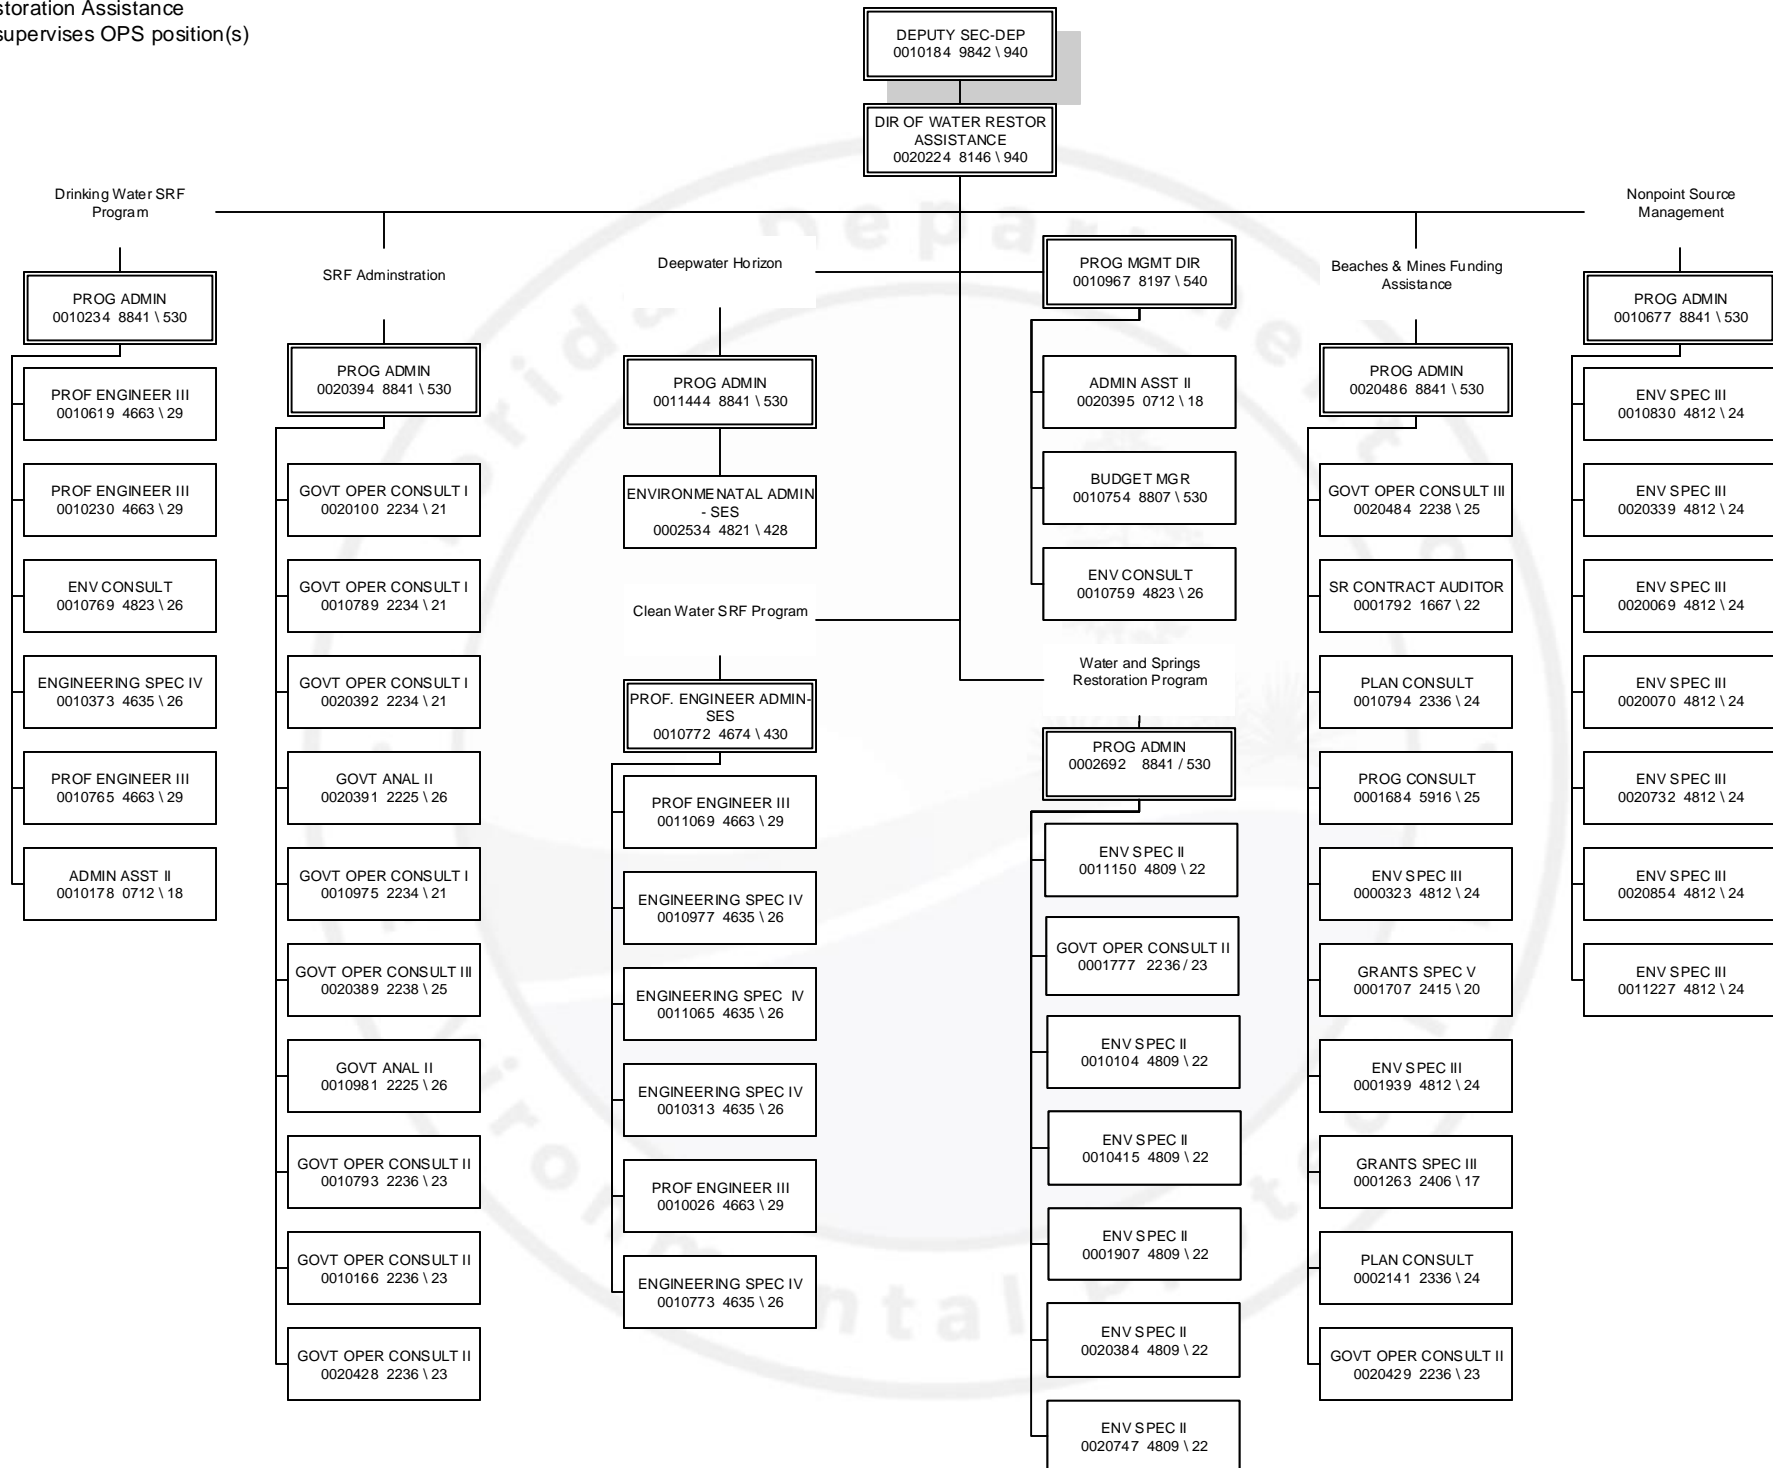 storation Assistance
supervises OPS position(s)
DEPUTY SEC-DEP
0010184 9842 \ 940
DIR OF WATER RESTOR
ASSISTANCE
0020224 8146 \ 940
Drinking Water SRF
Program
PROG ADMIN
0010234 8841 \ 530
PROF ENGINEER III
0010619 4663 \ 29
PROF ENGINEER III
0010230 4663 \ 29
ENV CONSULT
0010769 4823 \ 26
ENGINEERING SPEC IV
0010373 4635 \ 26
PROF ENGINEER III
0010765 4663 \ 29
ADMIN ASST II
0010178 0712 \ 18
SRF Adminstration
PROG ADMIN
0020394 8841 \ 530
GOVT OPER CONSULT I
0020100 2234 \ 21
GOVT OPER CONSULT I
0010789 2234 \ 21
GOVT OPER CONSULT I
0020392 2234 \ 21
GOVT ANAL II
0020391 2225 \ 26
GOVT OPER CONSULT I
0010975 2234 \ 21
GOVT OPER CONSULT III
0020389 2238 \ 25
GOVT ANAL II
0010981 2225 \ 26
GOVT OPER CONSULT II
0010793 2236 \ 23
GOVT OPER CONSULT II
0010166 2236 \ 23
GOVT OPER CONSULT II
0020428 2236 \ 23
Deepwater Horizon
PROG ADMIN
0011444 8841 \ 530
ENVIRONMENATAL ADMIN
- SES
0002534 4821 \ 428
Clean Water SRF Program
PROF. ENGINEER ADMIN-
SES
0010772 4674 \ 430
PROF ENGINEER III
0011069 4663 \ 29
ENGINEERING SPEC IV
0010977 4635 \ 26
ENGINEERING SPEC IV
0011065 4635 \ 26
ENGINEERING SPEC IV
0010313 4635 \ 26
PROF ENGINEER III
0010026 4663 \ 29
ENGINEERING SPEC IV
0010773 4635 \ 26
PROG MGMT DIR
0010967 8197 \ 540
ADMIN ASST II
0020395 0712 \ 18
BUDGET MGR
0010754 8807 \ 530
ENV CONSULT
0010759 4823 \ 26
Water and Springs
Restoration Program
PROG ADMIN
0002692 8841 / 530
ENV SPEC II
0011150 4809 \ 22
GOVT OPER CONSULT II
0001777 2236 / 23
ENV SPEC II
0010104 4809 \ 22
ENV SPEC II
0010415 4809 \ 22
ENV SPEC II
0001907 4809 \ 22
ENV SPEC II
0020384 4809 \ 22
ENV SPEC II
0020747 4809 \ 22
Beaches & Mines Funding
Assistance
PROG ADMIN
0020486 8841 \ 530
GOVT OPER CONSULT III
0020484 2238 \ 25
SR CONTRACT AUDITOR
0001792 1667 \ 22
PLAN CONSULT
0010794 2336 \ 24
PROG CONSULT
0001684 5916 \ 25
ENV SPEC III
0000323 4812 \ 24
GRANTS SPEC V
0001707 2415 \ 20
ENV SPEC III
0001939 4812 \ 24
GRANTS SPEC III
0001263 2406 \ 17
PLAN CONSULT
0002141 2336 \ 24
GOVT OPER CONSULT II
0020429 2236 \ 23
Nonpoint Source
Management
PROG ADMIN
0010677 8841 \ 530
ENV SPEC III
0010830 4812 \ 24
ENV SPEC III
0020339 4812 \ 24
ENV SPEC III
0020069 4812 \ 24
ENV SPEC III
0020070 4812 \ 24
ENV SPEC III
0020732 4812 \ 24
ENV SPEC III
0020854 4812 \ 24
ENV SPEC III
0011227 4812 \ 24